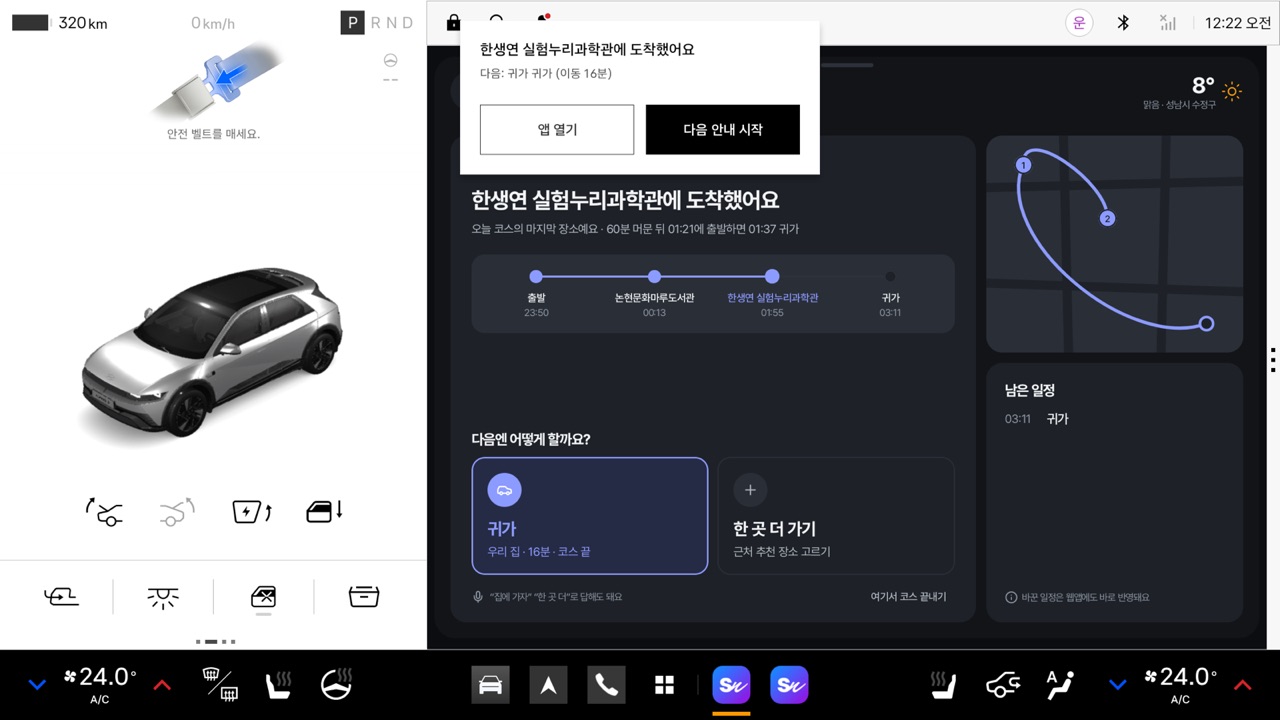 320 km
0 km/h
P R N D
12:22 오전
운
안전 벨트를 매세요.
한생연 실험누리과학관에 도착했어요
다음: 귀가 귀가 (이동 16분)
앱 열기
다음 안내 시작
8°
맑음 · 성남시 수정구
한생연 실험누리과학관에 도착했어요
오늘 코스의 마지막 장소예요 · 60분 머문 뒤 01:21에 출발하면 01:37 귀가
출발
논현문화마루도서관
한생연 실험누리과학관
귀가
23:50
00:13
01:55
03:11
1
2
남은 일정
03:11 귀가
다음엔 어떻게 할까요?
귀가
우리 집 · 16분 · 코스 끝
한 곳 더 가기
근처 추천 장소 고르기
"집에 가자" "한 곳 더"로 답해도 돼요
여기서 코스 끝내기
바꾼 일정은 웹앱에도 바로 반영돼요
24.0°
A/C
A
24.0°
A/C